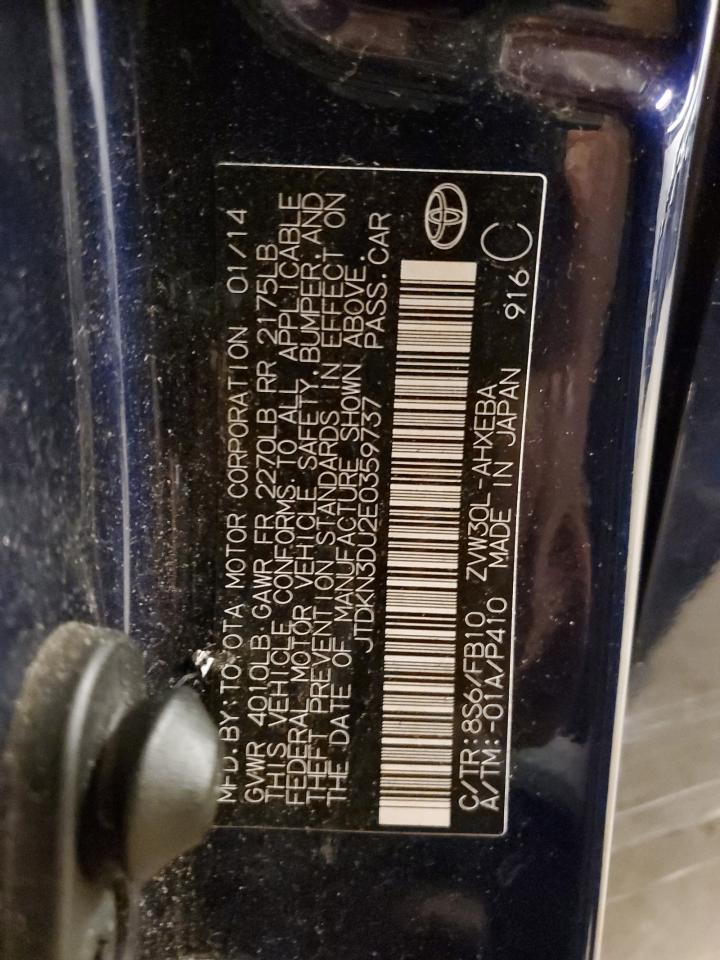 MFD.BY:TOYOTA MOTOR CORPORATION 01/14
GVWR 4010LB GAWR FR 2270LB RR 2175LB
THIS VEHICLE CONFORMS TO ALL APPLICABLE
FEDERAL MOTOR VEHICLE SAFETY,BUMPER,AND
THEFT PREVENTION STANDARDS IN EFFECT ON
THE DATE OF MANUFACTURE SHOWN ABOVE.
JTDKN3DU2E0359737 PASS.CAR
C/TR:8S6/FB10 ZVW30L-AHXEBA
A/TM:-01A/P410 MADE IN JAPAN 916 C